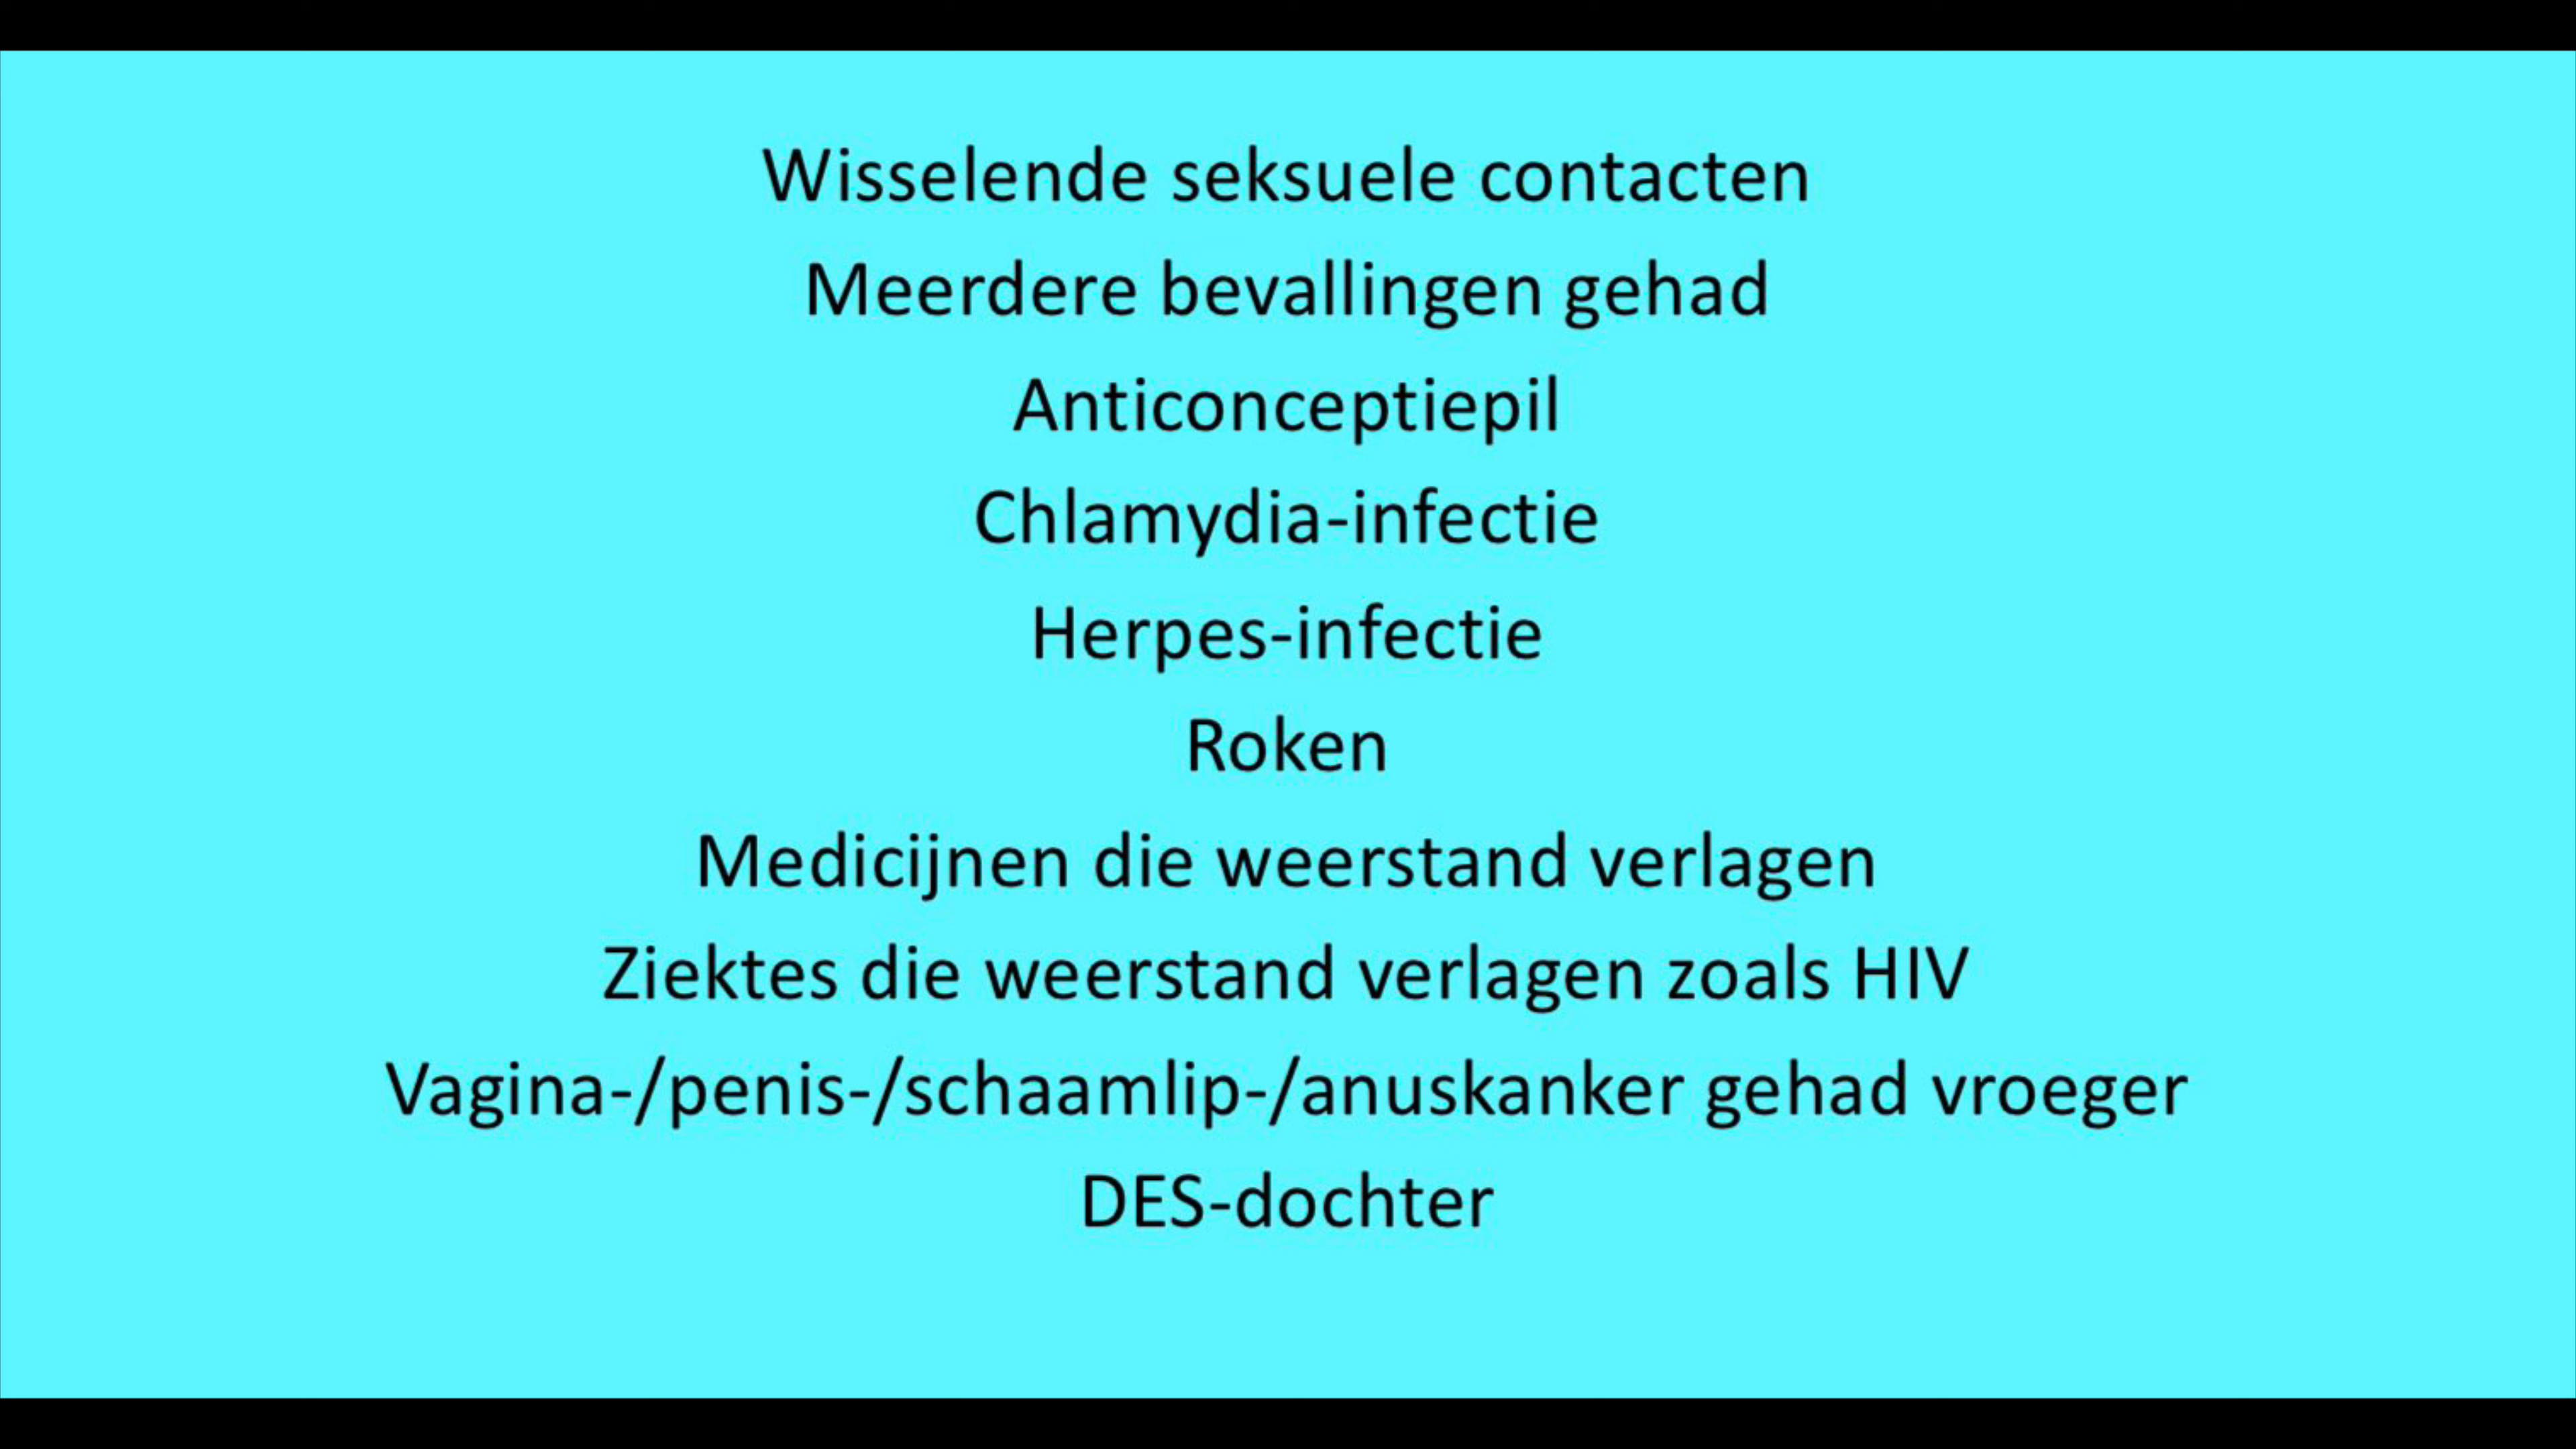 Wisselende seksuele contacten
Meerdere bevallingen gehad
Anticonceptiepil
Chlamydia-infectie
Herpes-infectie
Roken
Medicijnen die weerstand verlagen
Ziektes die weerstand verlagen zoals HIV
Vagina-/penis-/schaamlip-/anuskanker gehad vroeger
DES-dochter